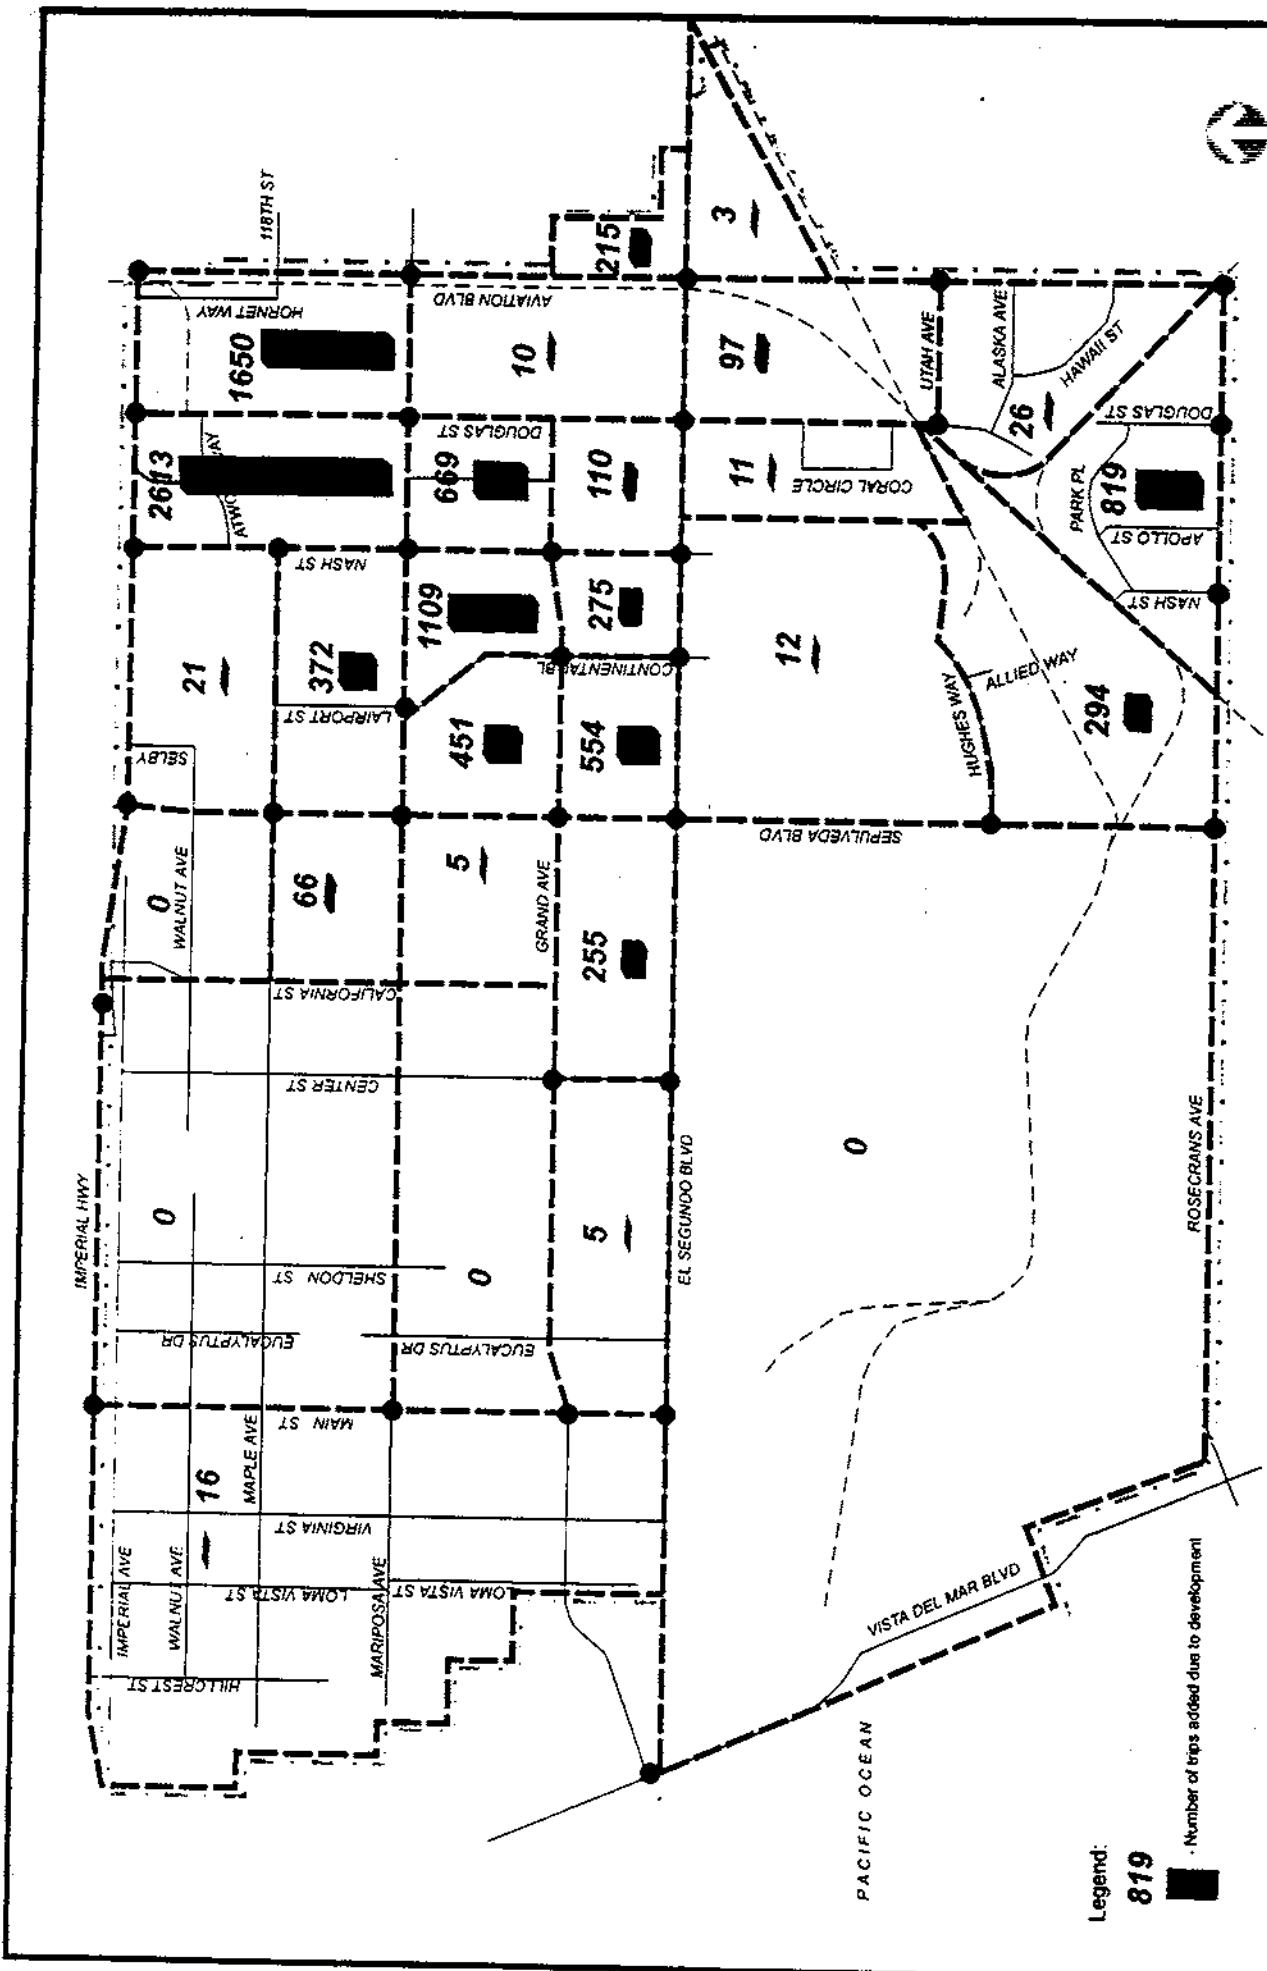 IMPERIAL HWY
IMPERIAL AVE
WALNUT AVE
HILLCREST ST
LOMA VISTA ST
VIRGINIA ST
16
MAPLE AVE
MAIN ST
EUCALYPTUS DR
SHELDON ST
0
CENTER ST
CALIFORNIA ST
WALNUT AVE
0
SELBY
66
21
LAIRPORT ST
372
NASH ST
2613
1650
HORNET WAY
118TH ST
MARIPOSA AVE
LOMA VISTA ST
EUCALYPTUS DR
0
5
GRAND AVE
451
1109
669
DOUGLAS ST
10
AVIATION BLVD
5
255
554
CONTINENTAL BL
275
110
215
EL SEGUNDO BLVD
SEPULVEDA BLVD
12
11
CORAL CIRCLE
97
3
0
HUGHES WAY
ALLIED WAY
UTAH AVE
ALASKA AVE
HAWAII ST
26
294
PARK PL
819
APOLLO ST
NASH ST
DOUGLAS ST
ROSECRANS AVE
VISTA DEL MAR BLVD
PACIFIC OCEAN
Legend:
819
- Number of trips added due to development